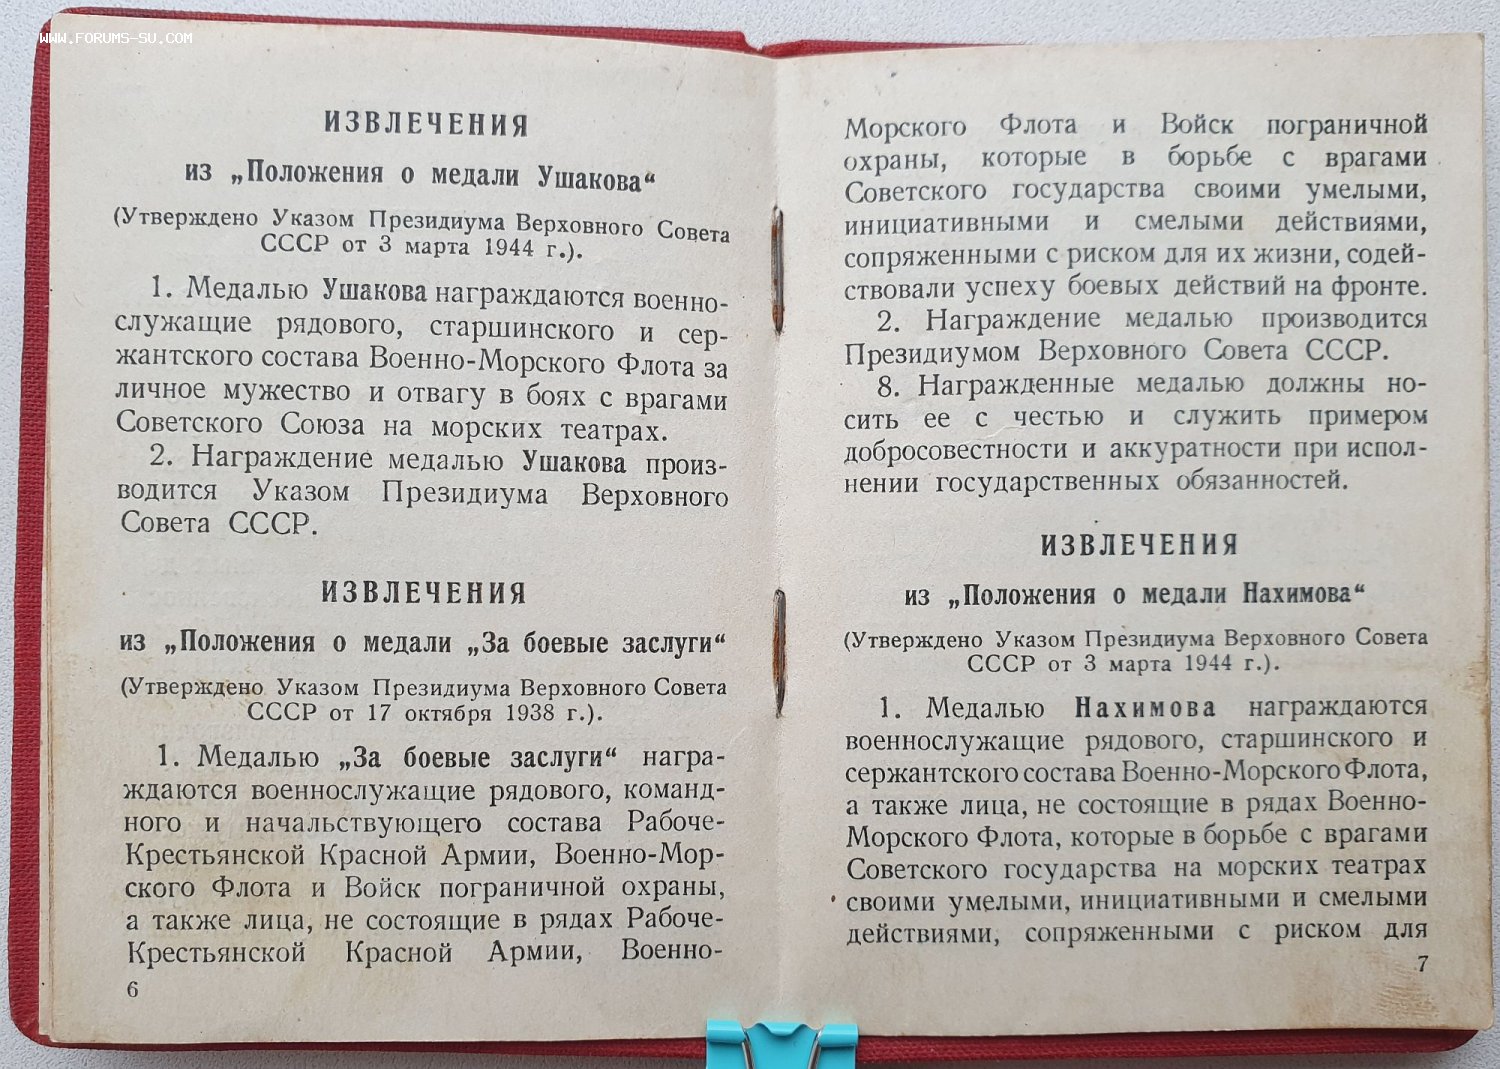 WWW.FORUMS-SU.COM
ИЗВЛЕЧЕНИЯ
из „Положения о медали Ушакова“
(Утверждено Указом Президиума Верховного Совета
СССР от 3 марта 1944 г.).
1. Медалью Ушакова награждаются военно-
служащие рядового, старшинского и сер-
жантского состава Военно-Морского Флота за
личное мужество и отвагу в боях с врагами
Советского Союза на морских театрах.
2. Награждение медалью Ушакова произ-
водится Указом Президиума Верховного
Совета СССР.
ИЗВЛЕЧЕНИЯ
из „Положения о медали „За боевые заслуги“
(Утверждено Указом Президиума Верховного Совета
СССР от 17 октября 1938 г.).
1. Медалью „За боевые заслуги“ награ-
ждаются военнослужащие рядового, команд-
ного и начальствующего состава Рабоче-
Крестьянской Красной Армии, Военно-Мор-
ского Флота и Войск пограничной охраны,
а также лица, не состоящие в рядах Рабоче-
Крестьянской Красной Армии, Военно-
6
Морского Флота и Войск пограничной
охраны, которые в борьбе с врагами
Советского государства своими умелыми,
инициативными и смелыми действиями,
сопряженными с риском для их жизни, содей-
ствовали успеху боевых действий на фронте.
2. Награждение медалью производится
Президиумом Верховного Совета СССР.
8. Награжденные медалью должны но-
сить ее с честью и служить примером
добросовестности и аккуратности при испол-
нении государственных обязанностей.
ИЗВЛЕЧЕНИЯ
из „Положения о медали Нахимова“
(Утверждено Указом Президиума Верховного Совета
СССР от 3 марта 1944 г.).
1. Медалью Нахимова награждаются
военнослужащие рядового, старшинского и
сержантского состава Военно-Морского Флота,
а также лица, не состоящие в рядах Военно-
Морского Флота, которые в борьбе с врагами
Советского государства на морских театрах
своими умелыми, инициативными и смелыми
действиями, сопряженными с риском для
7